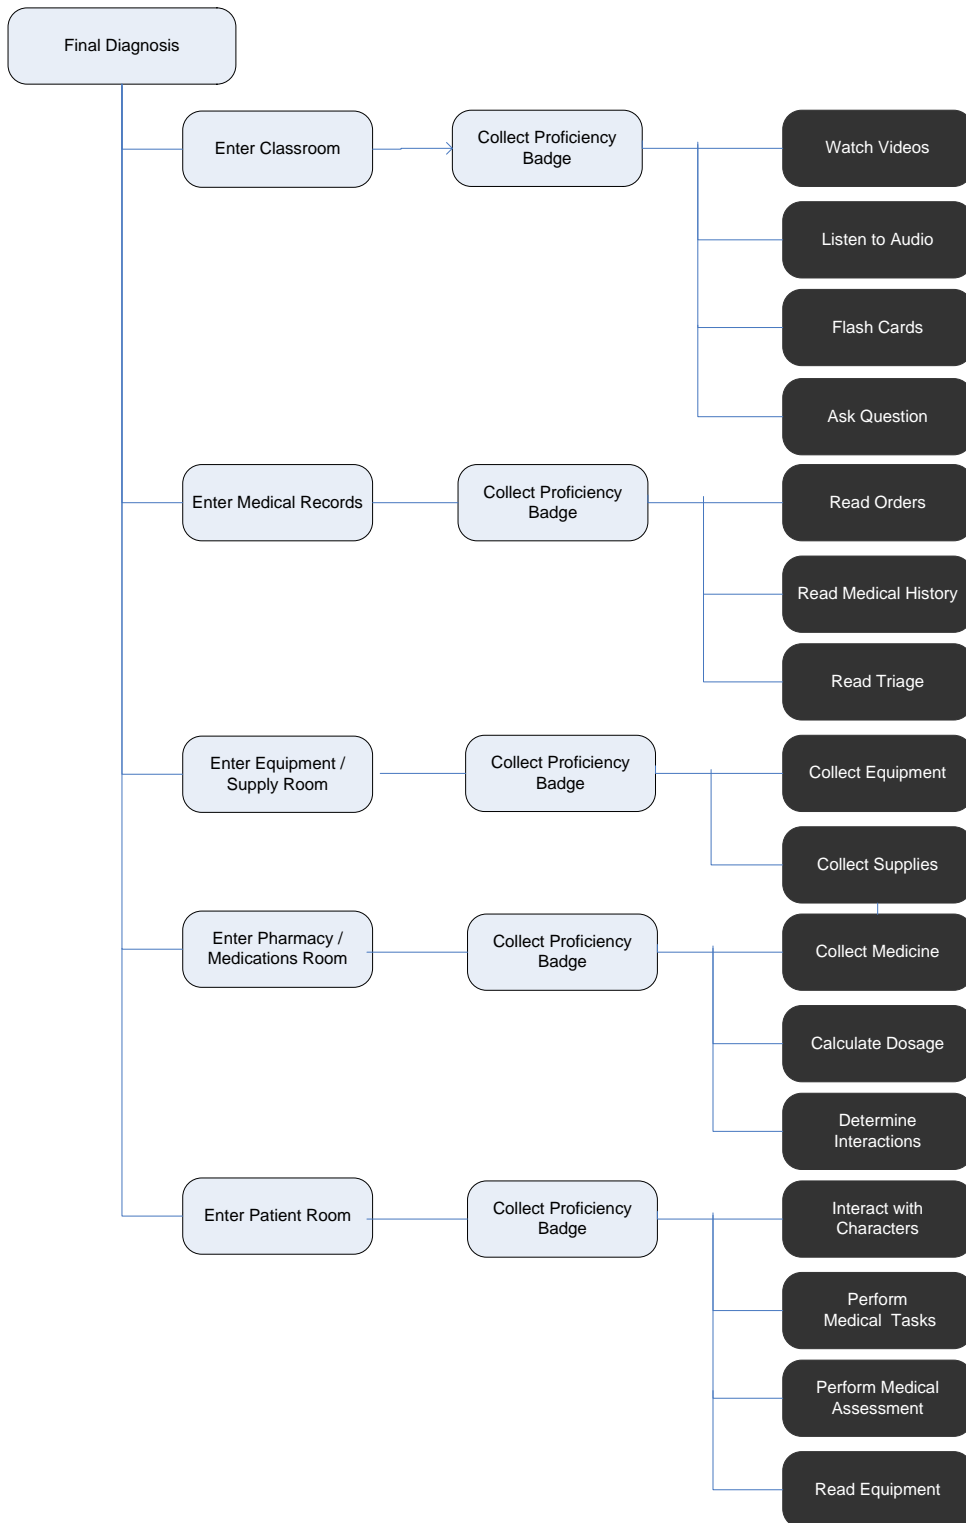 Final Diagnosis
Enter Classroom
Collect Proficiency
Badge
Watch Videos
Listen to Audio
Flash Cards
Ask Question
Enter Medical Records
Collect Proficiency
Badge
Read Orders
Read Medical History
Read Triage
Enter Equipment /
Supply Room
Collect Proficiency
Badge
Collect Equipment
Collect Supplies
Enter Pharmacy /
Medications Room
Collect Proficiency
Badge
Collect Medicine
Calculate Dosage
Determine
Interactions
Enter Patient Room
Collect Proficiency
Badge
Interact with
Characters
Perform
Medical  Tasks
Perform Medical
Assessment
Read Equipment